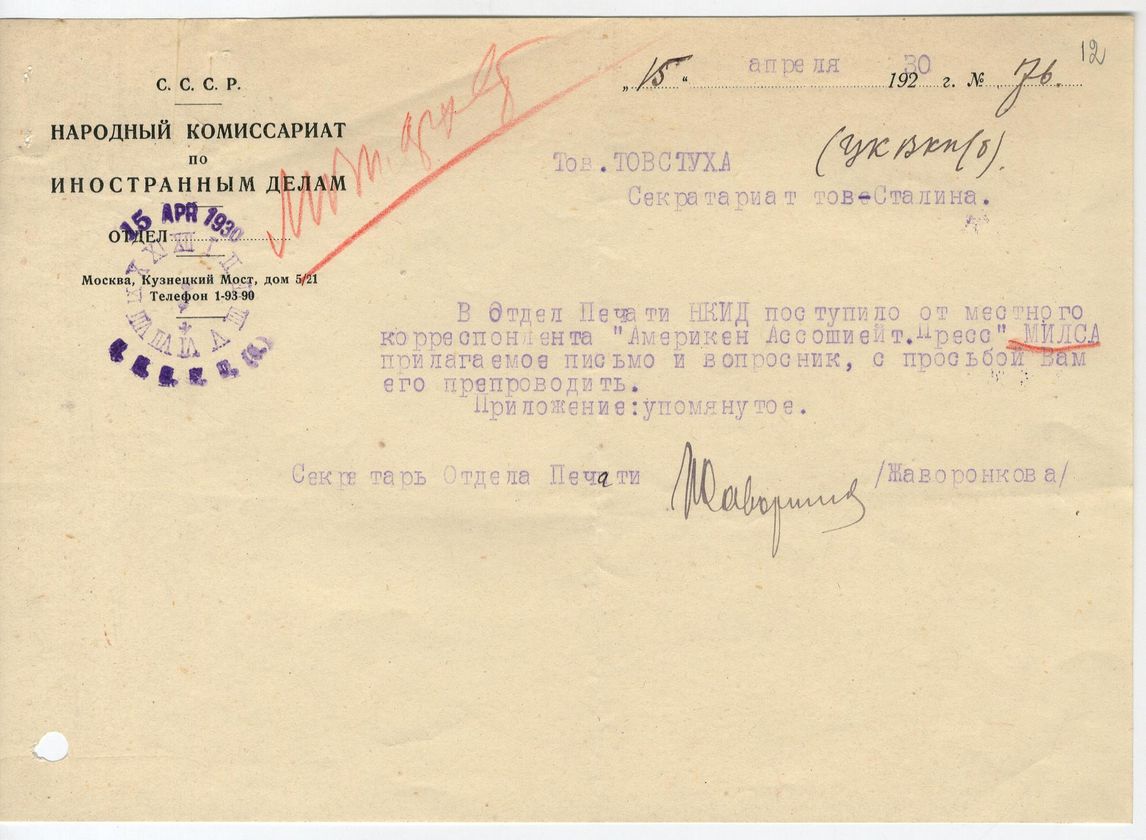 12
С. С. С. Р.
НАРОДНЫЙ КОМИССАРИАТ
ПО
ИНОСТРАННЫМ ДЕЛАМ
ОТДЕЛ
15 APR 1930
Москва, Кузнецкий Мост, дом 5/21
Телефон 1-93-90
„15" апреля 192 30 г. № 76.
(ЦК ВКП(б).
Тов.ТОВСТУХА
Секратариат тов-Сталина.
В Отдел Печати НКИД поступило от местного
корреспондента "Америкен Ассошиейт.Пресс" МИЛСА
прилагаемое письмо и вопросник, с просьбой Вам
его препроводить.
Приложение:упомянутое.
Секретарь Отдела Печати /Жаворонкова/